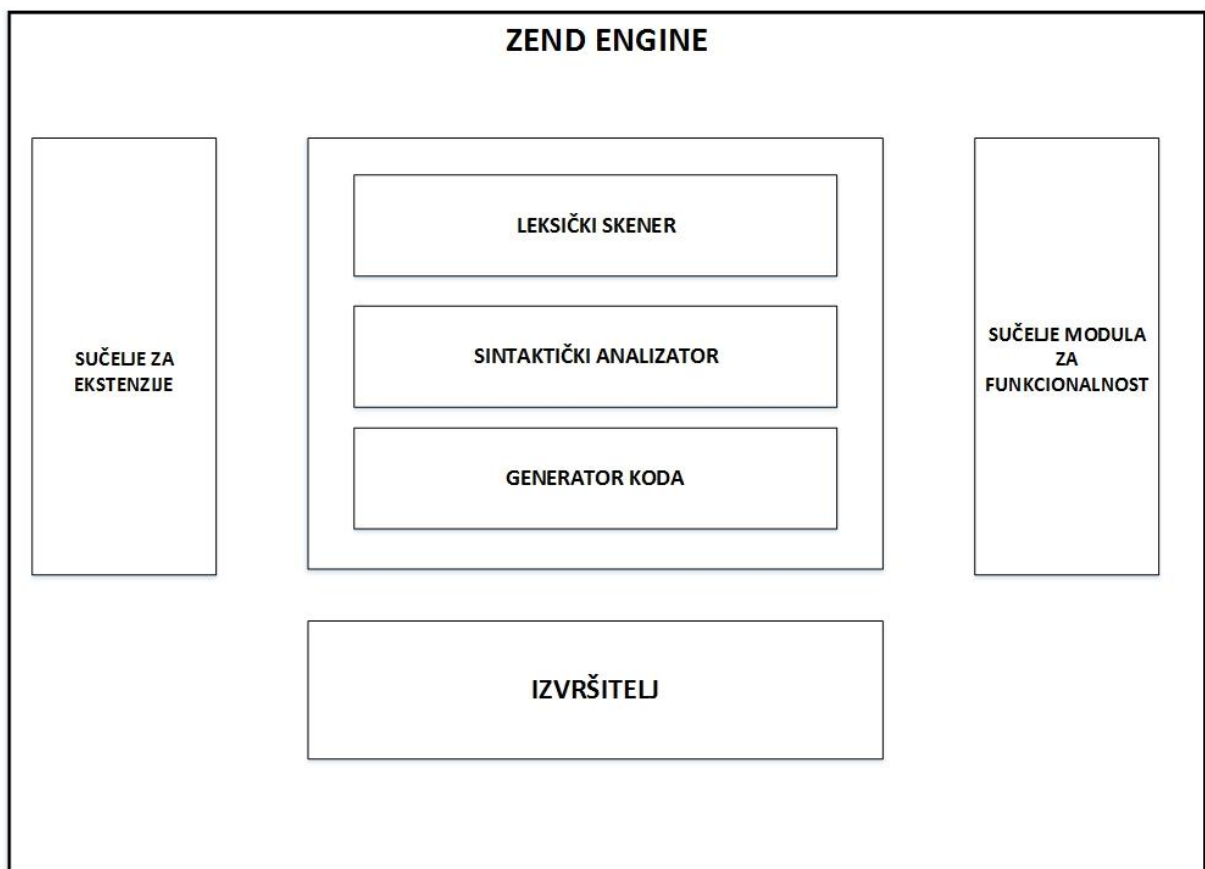 ZEND ENGINE
SUČELJE ZA
EKSTENZIJE
LEKSIČKI SKENER
SINTAKTIČKI ANALIZATOR
GENERATOR KODA
SUČELJE MODULA
ZA
FUNKCIONALNOST
IZVRŠITELJ